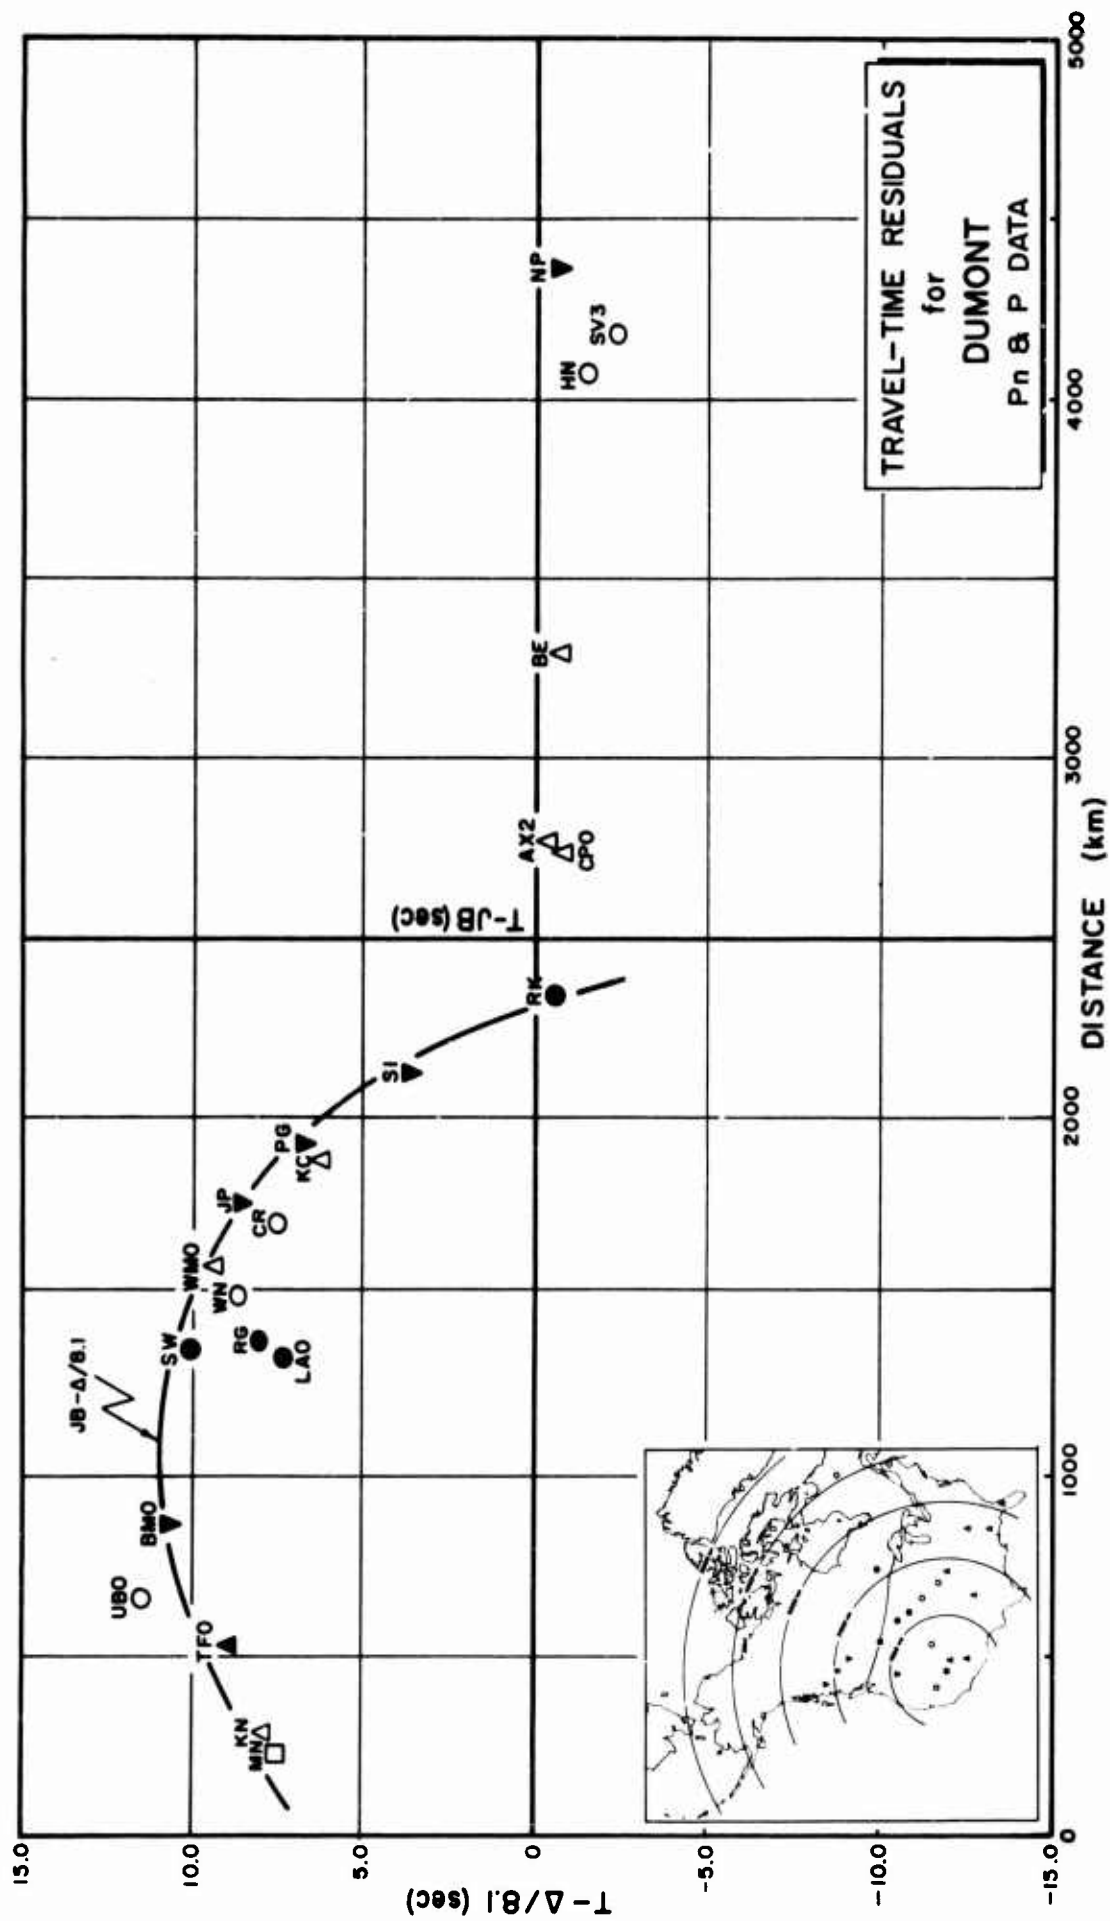 TRAVEL-TIME RESIDUALS
for
DUMONT
Pn & P DATA
T-Δ/8.1 (sec)
15.0
10.0
5.0
0
-5.0
-10.0
-15.0
0
1000
2000
3000
4000
5000
DISTANCE (km)
T-JB (sec)
JB-Δ/8.1
MN
KN
TFO
UBO
BMO
SW
LAO
RG
WN
WMO
CR
JP
KC
PG
SI
RK
AX2
CPO
BE
HN
SV3
NP